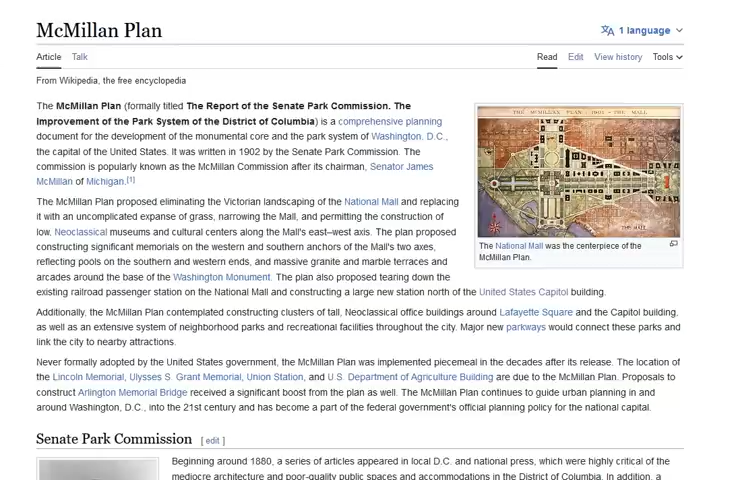 McMillan Plan
1 language
Article Talk
Read Edit View history Tools
From Wikipedia, the free encyclopedia
The McMillan Plan (formally titled The Report of the Senate Park Commission. The
Improvement of the Park System of the District of Columbia) is a comprehensive planning
document for the development of the monumental core and the park system of Washington, D.C.,
the capital of the United States. It was written in 1902 by the Senate Park Commission. The
commission is popularly known as the McMillan Commission after its chairman, Senator James
McMillan of Michigan.[1]
The McMillan Plan proposed eliminating the Victorian landscaping of the National Mall and replacing
it with an uncomplicated expanse of grass, narrowing the Mall, and permitting the construction of
low, Neoclassical museums and cultural centers along the Mall's east–west axis. The plan proposed
constructing significant memorials on the western and southern anchors of the Mall's two axes,
reflecting pools on the southern and western ends, and massive granite and marble terraces and
arcades around the base of the Washington Monument. The plan also proposed tearing down the
existing railroad passenger station on the National Mall and constructing a large new station north of the United States Capitol building.
THE McMILLAN PLAN : 1901 – THE MALL
THE MALL
The National Mall was the centerpiece of the
McMillan Plan.
Additionally, the McMillan Plan contemplated constructing clusters of tall, Neoclassical office buildings around Lafayette Square and the Capitol building,
as well as an extensive system of neighborhood parks and recreational facilities throughout the city. Major new parkways would connect these parks and
link the city to nearby attractions.
Never formally adopted by the United States government, the McMillan Plan was implemented piecemeal in the decades after its release. The location of
the Lincoln Memorial, Ulysses S. Grant Memorial, Union Station, and U.S. Department of Agriculture Building are due to the McMillan Plan. Proposals to
construct Arlington Memorial Bridge received a significant boost from the plan as well. The McMillan Plan continues to guide urban planning in and
around Washington, D.C., into the 21st century and has become a part of the federal government's official planning policy for the national capital.
Senate Park Commission [ edit ]
Beginning around 1880, a series of articles appeared in local D.C. and national press, which were highly critical of the
mediocre architecture and poor-quality public spaces and accommodations in the District of Columbia. In addition, a